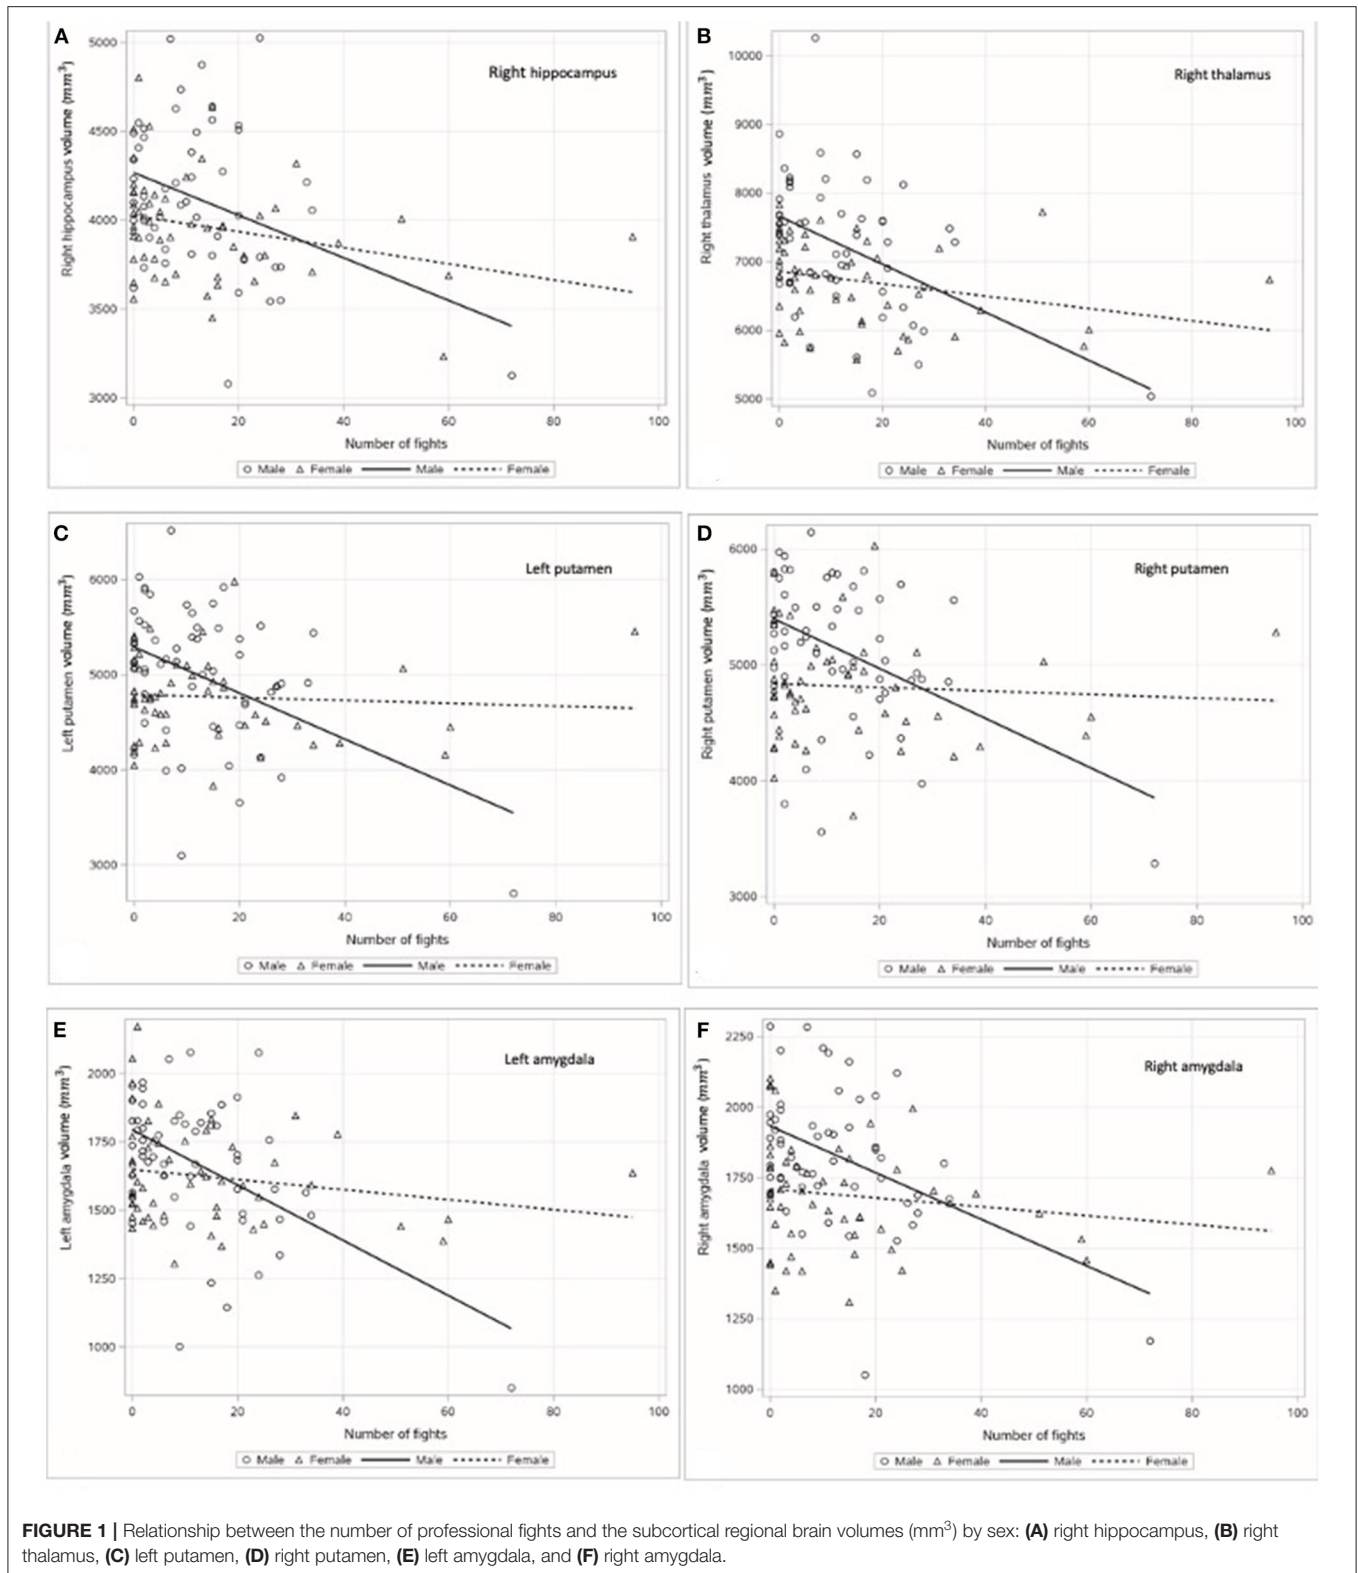 A
Right hippocampus
Right hippocampus volume (mm³)
5000
4500
4000
3500
3000
0 20 40 60 80 100
Number of fights
Male Female Male Female
B
Right thalamus
Right thalamus volume (mm³)
10000
9000
8000
7000
6000
5000
0 20 40 60 80 100
Number of fights
Male Female Male Female
C
Left putamen
Left putamen volume (mm³)
6000
5000
4000
3000
0 20 40 60 80 100
Number of fights
Male Female Male Female
D
Right putamen
Right putamen volume (mm³)
6000
5000
4000
3000
0 20 40 60 80 100
Number of fights
Male Female Male Female
E
Left amygdala
Left amygdala volume (mm³)
2000
1750
1500
1250
1000
0 20 40 60 80 100
Number of fights
Male Female Male Female
F
Right amygdala
Right amygdala volume (mm³)
2250
2000
1750
1500
1250
1000
0 20 40 60 80 100
Number of fights
Male Female Male Female
FIGURE 1 | Relationship between the number of professional fights and the subcortical regional brain volumes (mm³) by sex: (A) right hippocampus, (B) right
thalamus, (C) left putamen, (D) right putamen, (E) left amygdala, and (F) right amygdala.